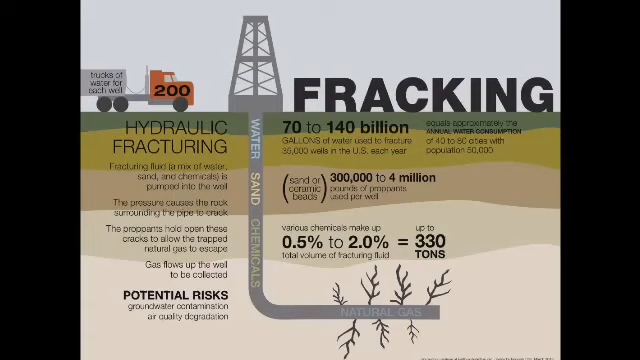 trucks of
water for
each well
200
FRACKING
HYDRAULIC
FRACTURING
Fracturing fluid (a mix of water,
sand, and chemicals) is
pumped into the well
The pressure causes the rock
surrounding the pipe to crack
The proppants hold open these
cracks to allow the trapped
natural gas to escape
Gas flows up the well
to be collected
POTENTIAL RISKS
groundwater contamination
air quality degradation
WATER
SAND
CHEMICALS
NATURAL GAS
70 to 140 billion
GALLONS of water used to fracture
35,000 wells in the U.S. each year
equals approximately the
ANNUAL WATER CONSUMPTION
of 40 to 80 cities with
population 50,000
(sand or
ceramic
beads)
300,000 to 4 million
pounds of proppants
used per well
various chemicals make up
0.5% to 2.0%
total volume of fracturing fluid
=
up to
330
TONS